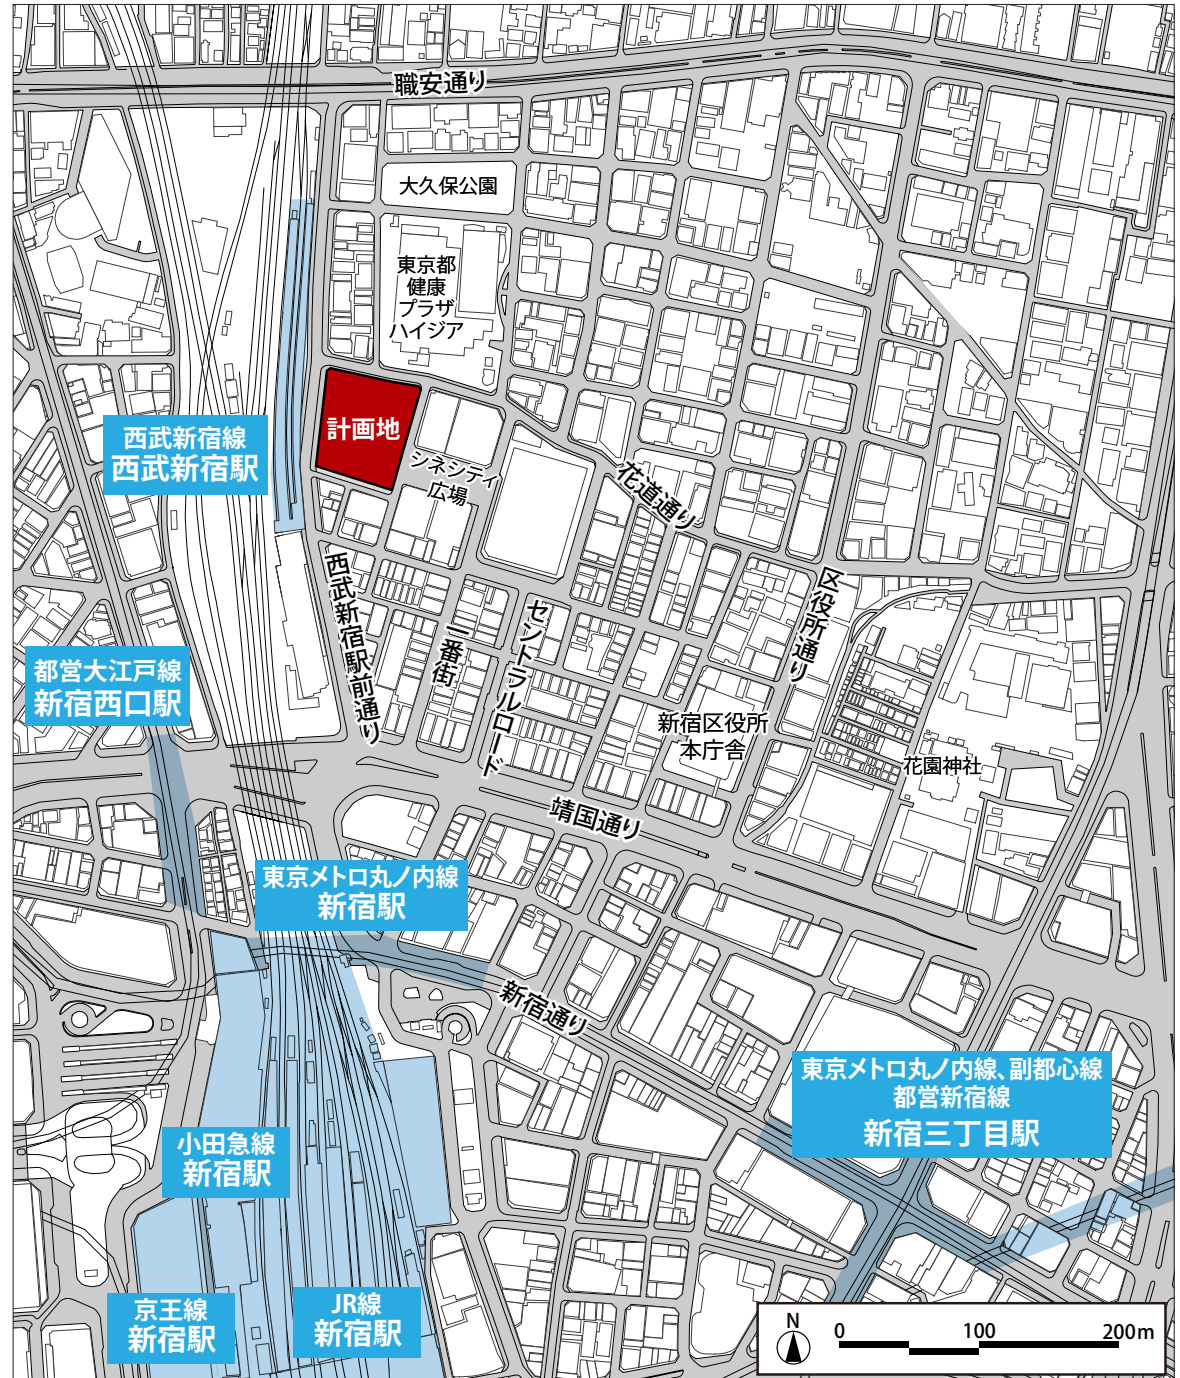 職安通り
大久保公園
東京都
健康
プラザ
ハイジア
計画地
西武新宿線
西武新宿駅
シネシティ
広場
花道通り
西武新宿駅前通り
一番街
セントラルロード
区役所通り
都営大江戸線
新宿西口駅
新宿区役所
本庁舎
花園神社
靖国通り
東京メトロ丸ノ内線
新宿駅
新宿通り
東京メトロ丸ノ内線、副都心線
都営新宿線
新宿三丁目駅
小田急線
新宿駅
京王線
新宿駅
JR線
新宿駅
N
0 100 200m